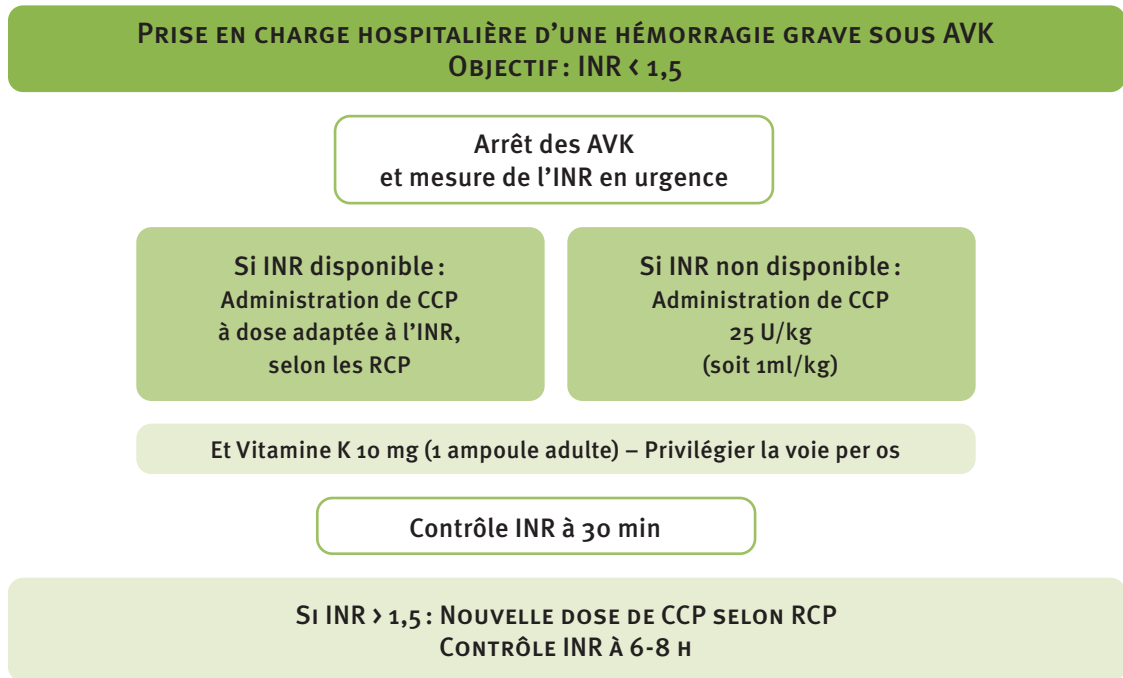 Prise en charge hospitalière d'une hémorragie grave sous AVK
Objectif : INR < 1,5
Arrêt des AVK
et mesure de l'INR en urgence
Si INR disponible :
Administration de CCP
à dose adaptée à l'INR,
selon les RCP
Si INR non disponible :
Administration de CCP
25 U/kg
(soit 1ml/kg)
Et Vitamine K 10 mg (1 ampoule adulte) – Privilégier la voie per os
Contrôle INR à 30 min
Si INR > 1,5 : Nouvelle dose de CCP selon RCP
Contrôle INR à 6-8 h